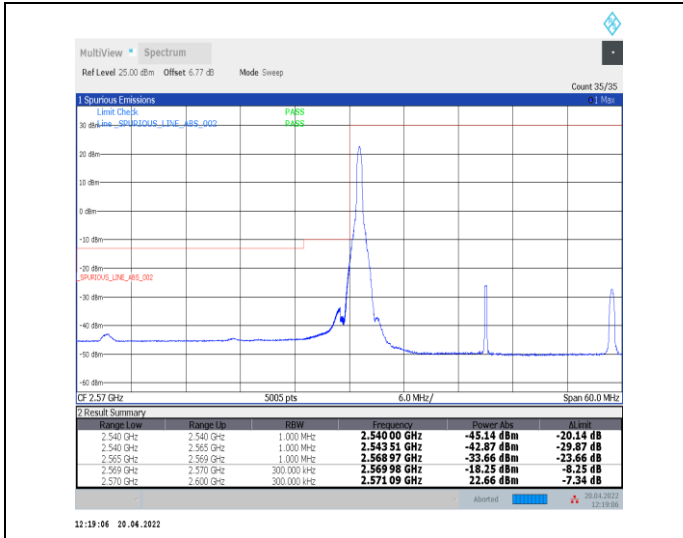 MultiView Spectrum
Ref Level 25.00 dBm Offset 6.77 dB Mode Sweep
Count 35/35
1 Spurious Emissions 1 Max
Limit Check PASS
30 dBm Line _SPURIOUS_LINE_ABS_002 PASS
20 dBm
10 dBm
0 dBm
-10 dBm
-20 dBm
_SPURIOUS_LINE_ABS_002
-30 dBm
-40 dBm
-50 dBm
-60 dBm
CF 2.57 GHz 5005 pts 6.0 MHz/ Span 60.0 MHz
2 Result Summary
Range Low Range Up RBW Frequency Power Abs ΔLimit
2.540 GHz 2.540 GHz 1.000 MHz 2.540 00 GHz -45.14 dBm -20.14 dB
2.540 GHz 2.565 GHz 1.000 MHz 2.543 51 GHz -42.87 dBm -29.87 dB
2.565 GHz 2.569 GHz 1.000 MHz 2.568 97 GHz -33.66 dBm -23.66 dB
2.569 GHz 2.570 GHz 300.000 kHz 2.569 98 GHz -18.25 dBm -8.25 dB
2.570 GHz 2.600 GHz 300.000 kHz 2.571 09 GHz 22.66 dBm -7.34 dB
Aborted 20.04.2022
12:19:06
12:19:06 20.04.2022